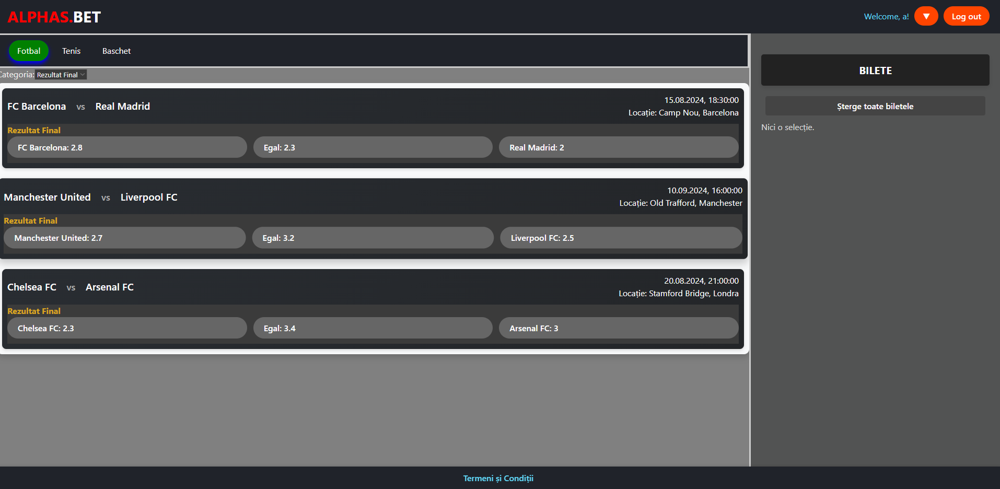 ALPHAS.BET
Welcome, a! ▼ Log out
Fotbal Tenis Baschet
Categoria: Rezultat Final
BILETE
Șterge toate biletele
Nici o selecție.
FC Barcelona vs Real Madrid
15.08.2024, 18:30:00
Locație: Camp Nou, Barcelona
Rezultat Final
FC Barcelona: 2.8 Egal: 2.3 Real Madrid: 2
Manchester United vs Liverpool FC
10.09.2024, 16:00:00
Locație: Old Trafford, Manchester
Rezultat Final
Manchester United: 2.7 Egal: 3.2 Liverpool FC: 2.5
Chelsea FC vs Arsenal FC
20.08.2024, 21:00:00
Locație: Stamford Bridge, Londra
Rezultat Final
Chelsea FC: 2.3 Egal: 3.4 Arsenal FC: 3
Termeni și Condiții